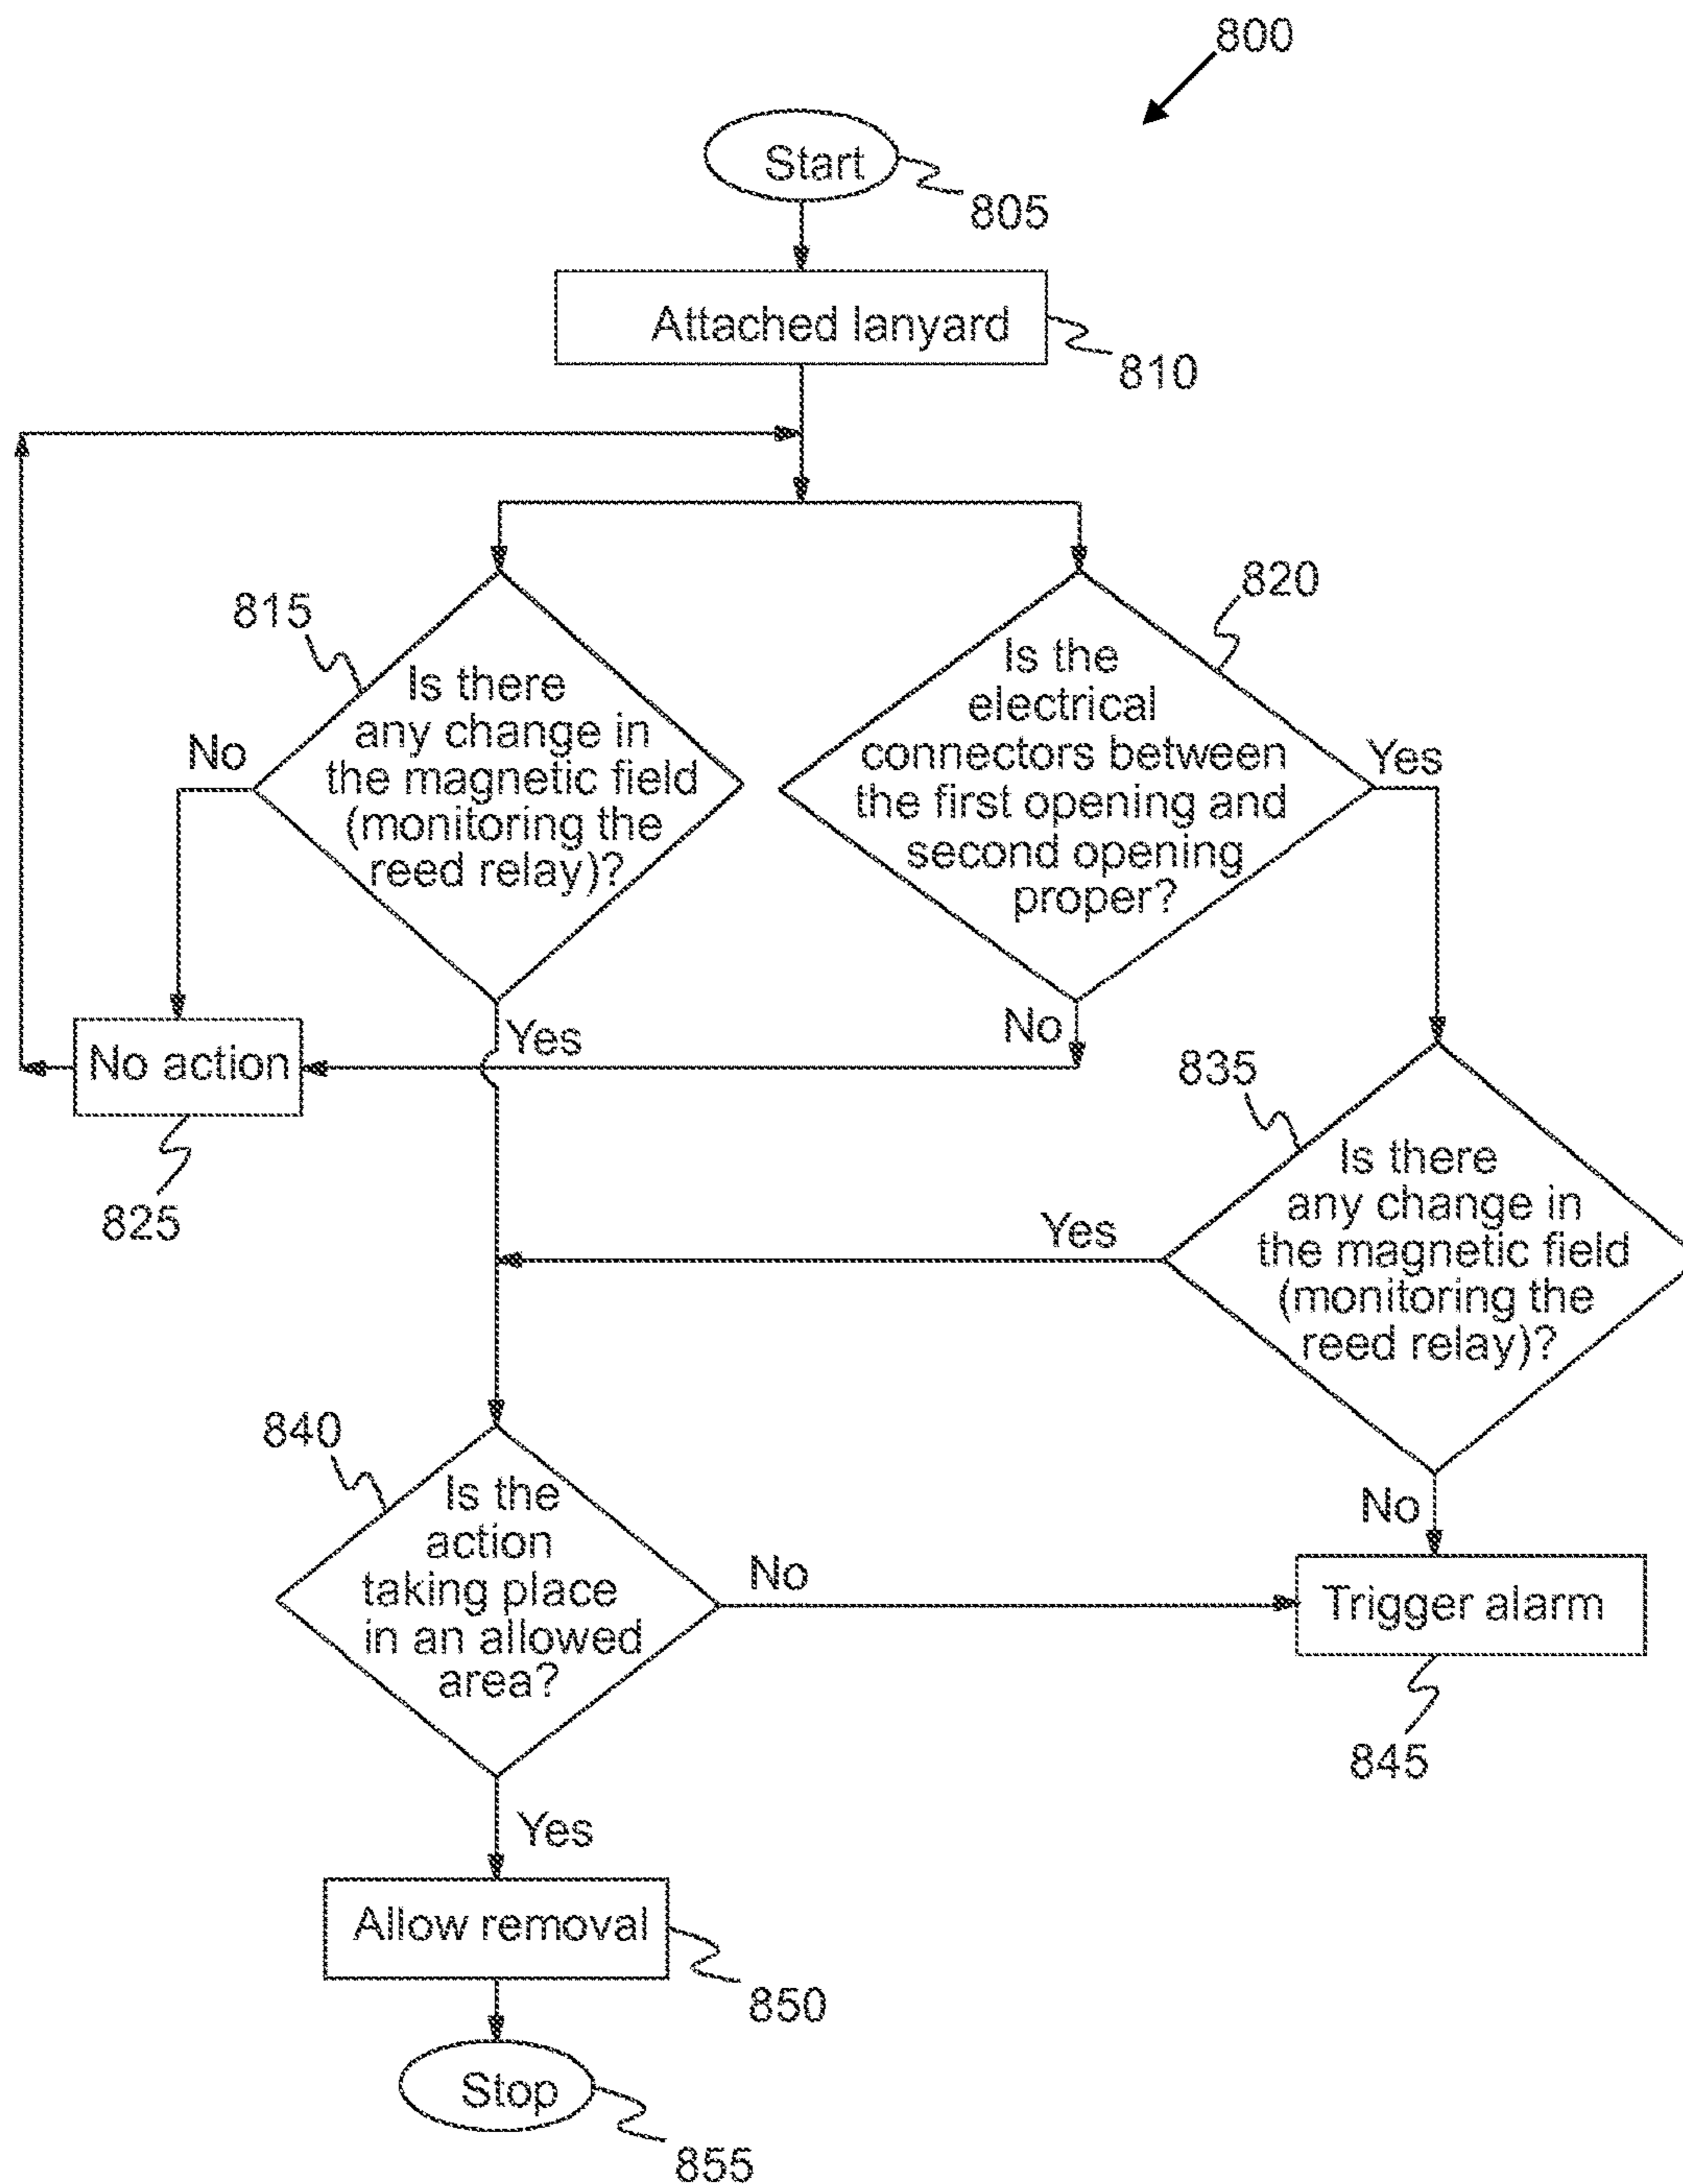 800
Start
805
Attached lanyard
810
815
Is there
any change in
the magnetic field
(monitoring the
reed relay)?
No
Yes
820
Is the
electrical
connectors between
the first opening and
second opening
proper?
Yes
No
No action
825
835
Is there
any change in
the magnetic field
(monitoring the
reed relay)?
Yes
No
840
Is the
action
taking place
in an allowed
area?
No
Trigger alarm
845
Yes
Allow removal
850
Stop
855